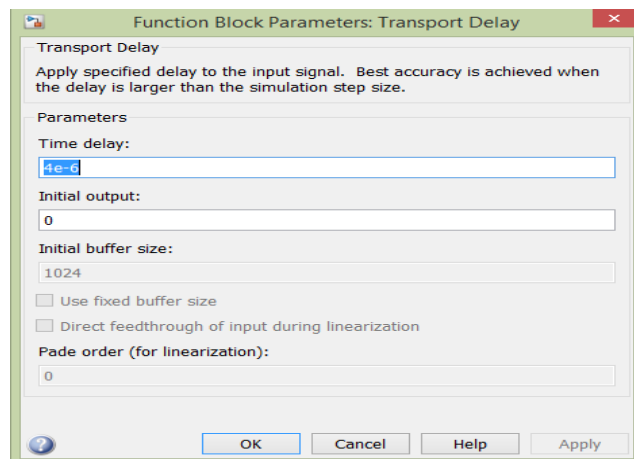 Function Block Parameters: Transport Delay
Transport Delay
Apply specified delay to the input signal.  Best accuracy is achieved when
the delay is larger than the simulation step size.
Parameters
Time delay:
4e-6
Initial output:
0
Initial buffer size:
1024
Use fixed buffer size
Direct feedthrough of input during linearization
Pade order (for linearization):
0
OK Cancel Help Apply